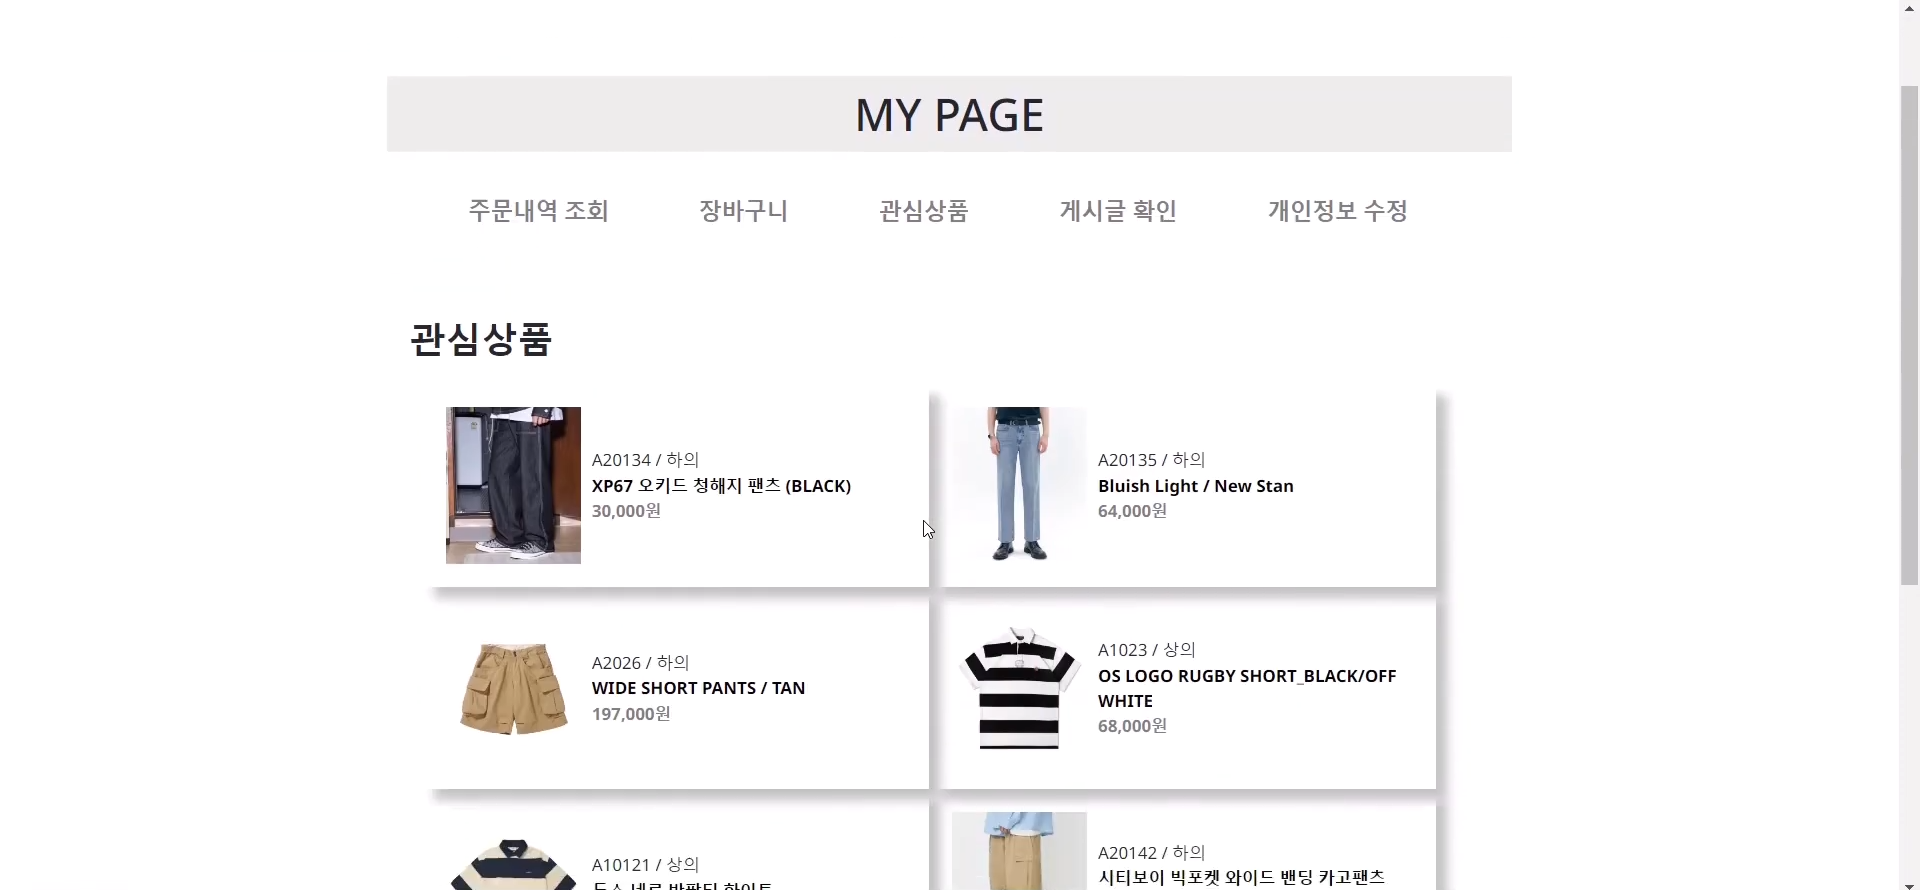 MY PAGE
주문내역 조회 장바구니 관심상품 게시글 확인 개인정보 수정
관심상품
A20134 / 하의
XP67 오키드 청해지 팬츠 (BLACK)
30,000원
A20135 / 하의
Bluish Light / New Stan
64,000원
A2026 / 하의
WIDE SHORT PANTS / TAN
197,000원
A1023 / 상의
OS LOGO RUGBY SHORT_BLACK/OFF
WHITE
68,000원
A10121 / 상의
A20142 / 하의
시티보이 빅포켓 와이드 밴딩 카고팬츠